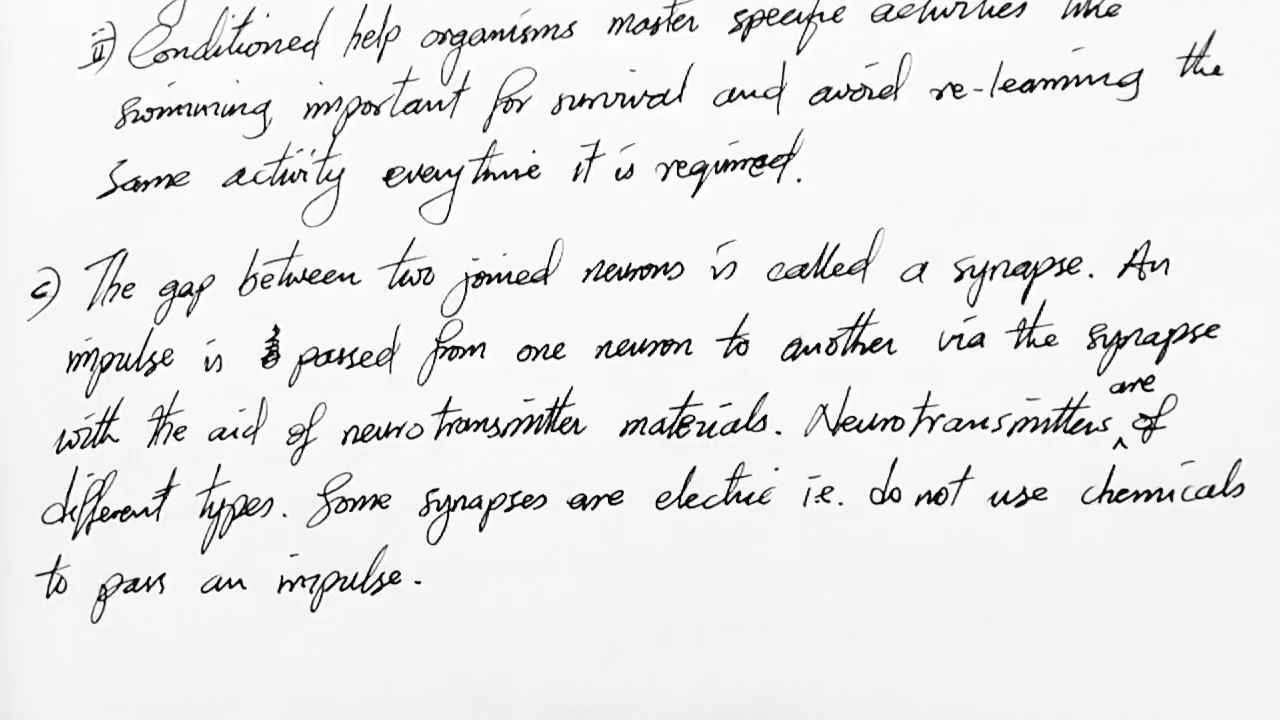 ii) Conditioned help organisms master specific activities like
swimming, important for survival and avoid re-learning the
same activity everytime it is required.
c) The gap between two joined neurons is called a synapse. An
impulse is passed from one neuron to another via the synapse
with the aid of neurotransmitter materials. Neurotransmitters are of
different types. Some synapses are electric i.e. do not use chemicals
to pass an impulse.